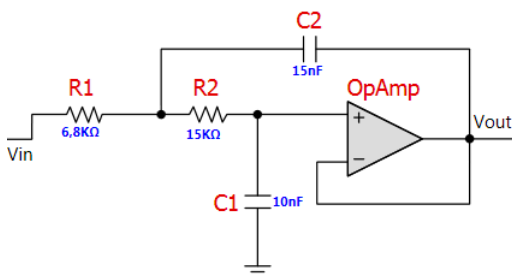 C2
15nF
R1
6,8KΩ
R2
15KΩ
OpAmp
+
−
Vin
Vout
C1
10nF